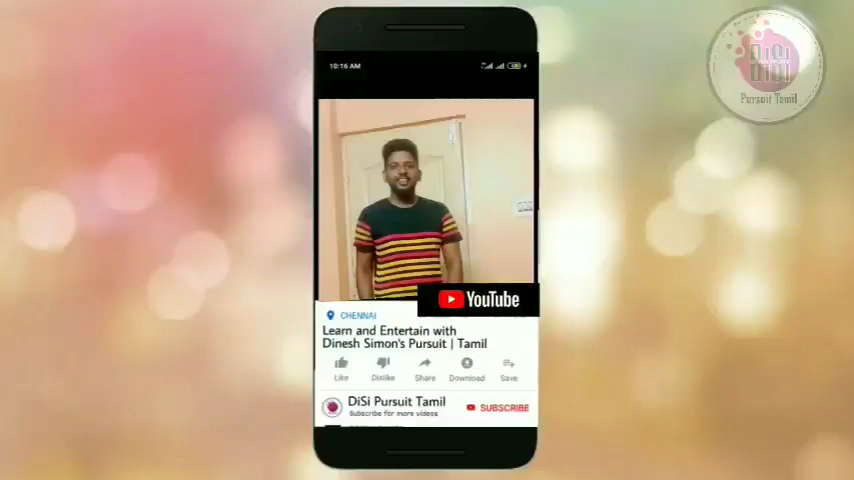 10:16 AM
DiSi
Pursuit Tamil
YouTube
CHENNAI
Learn and Entertain with
Dinesh Simon's Pursuit | Tamil
Like Dislike Share Download Save
DiSi Pursuit Tamil
Subscribe for more videos
SUBSCRIBE